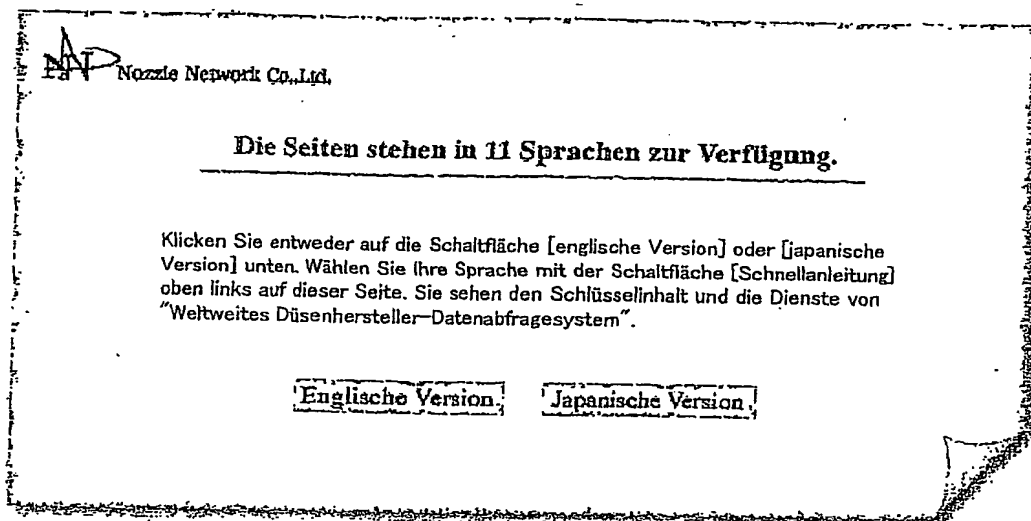 Nozzle Network Co.,Ltd.
Die Seiten stehen in 11 Sprachen zur Verfügung.
Klicken Sie entweder auf die Schaltfläche [englische Version] oder [japanische
Version] unten. Wählen Sie Ihre Sprache mit der Schaltfläche [Schnellanleitung]
oben links auf dieser Seite. Sie sehen den Schlüsselinhalt und die Dienste von
"Weltweites Düsenhersteller-Datenabfragesystem".
Englische Version
Japanische Version